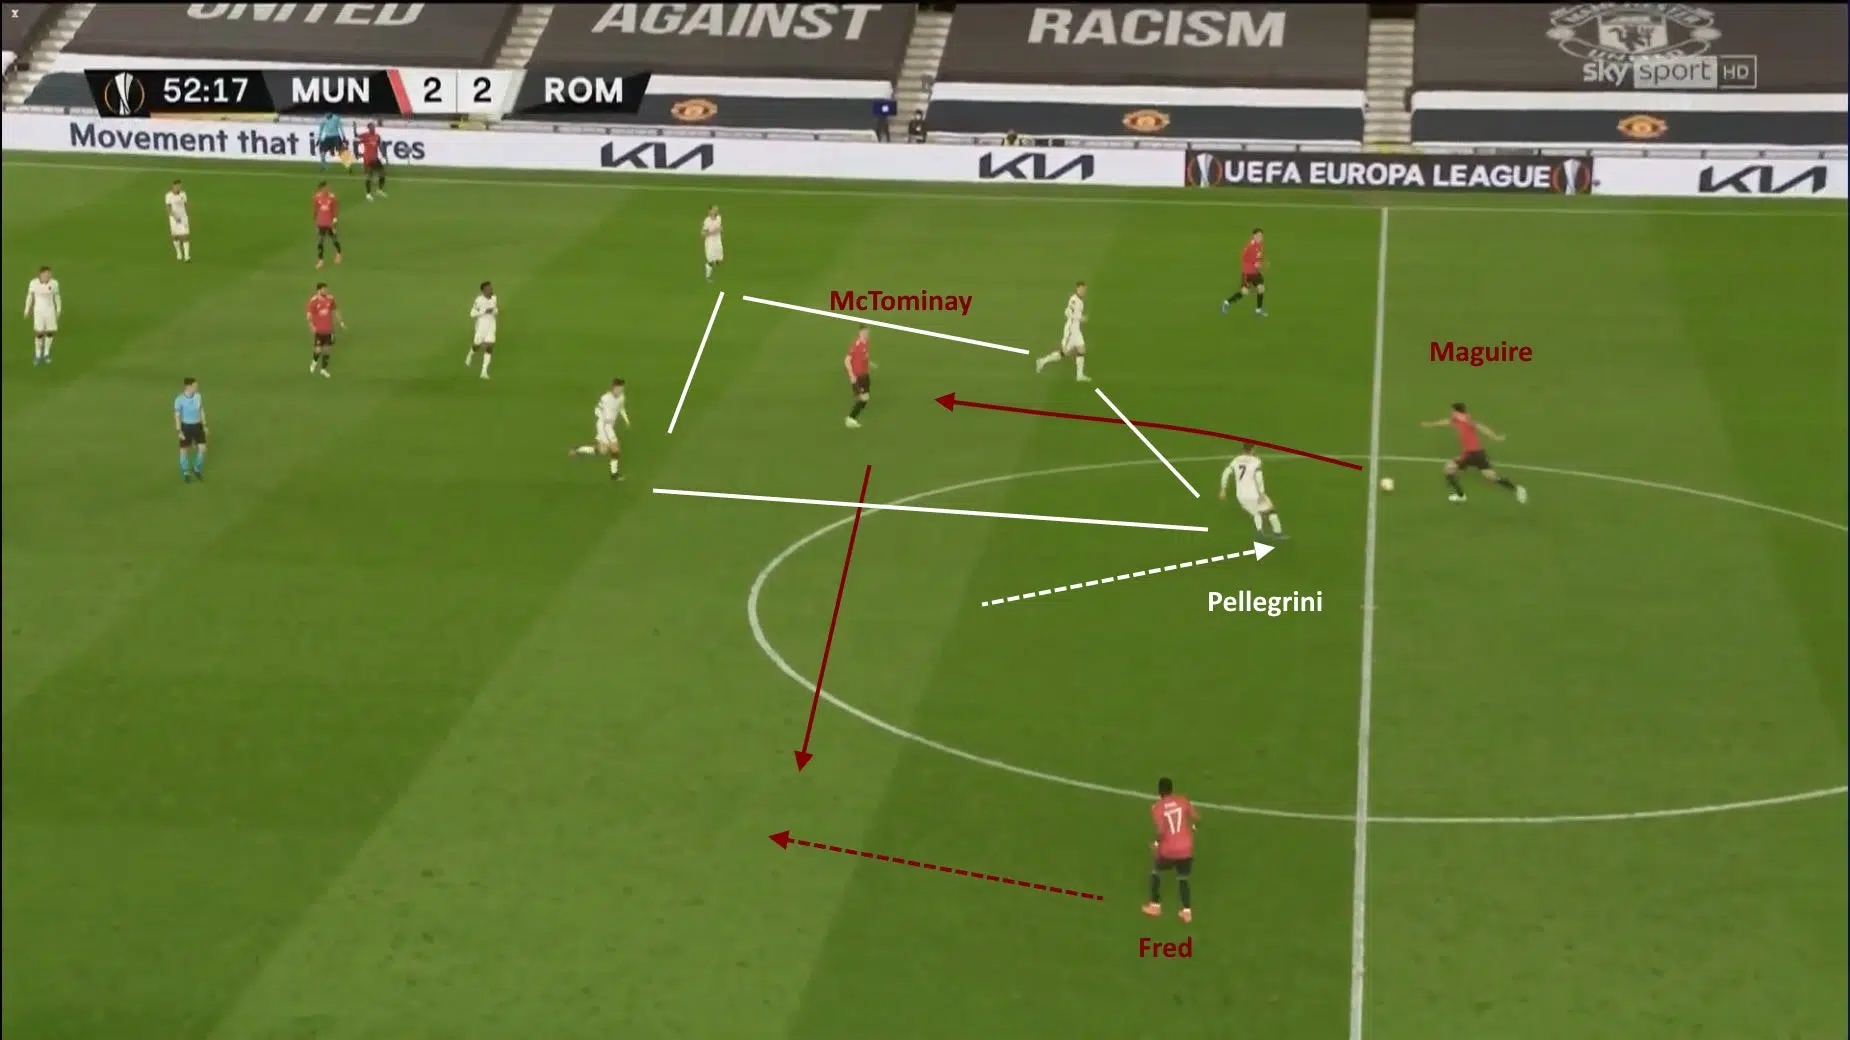 x
UNITED AGAINST RACISM
sky sport HD
52:17 MUN 2 2 ROM
Movement that
KIA KIA UEFA EUROPA LEAGUE KIA
McTominay
Maguire
7
Pellegrini
17
Fred